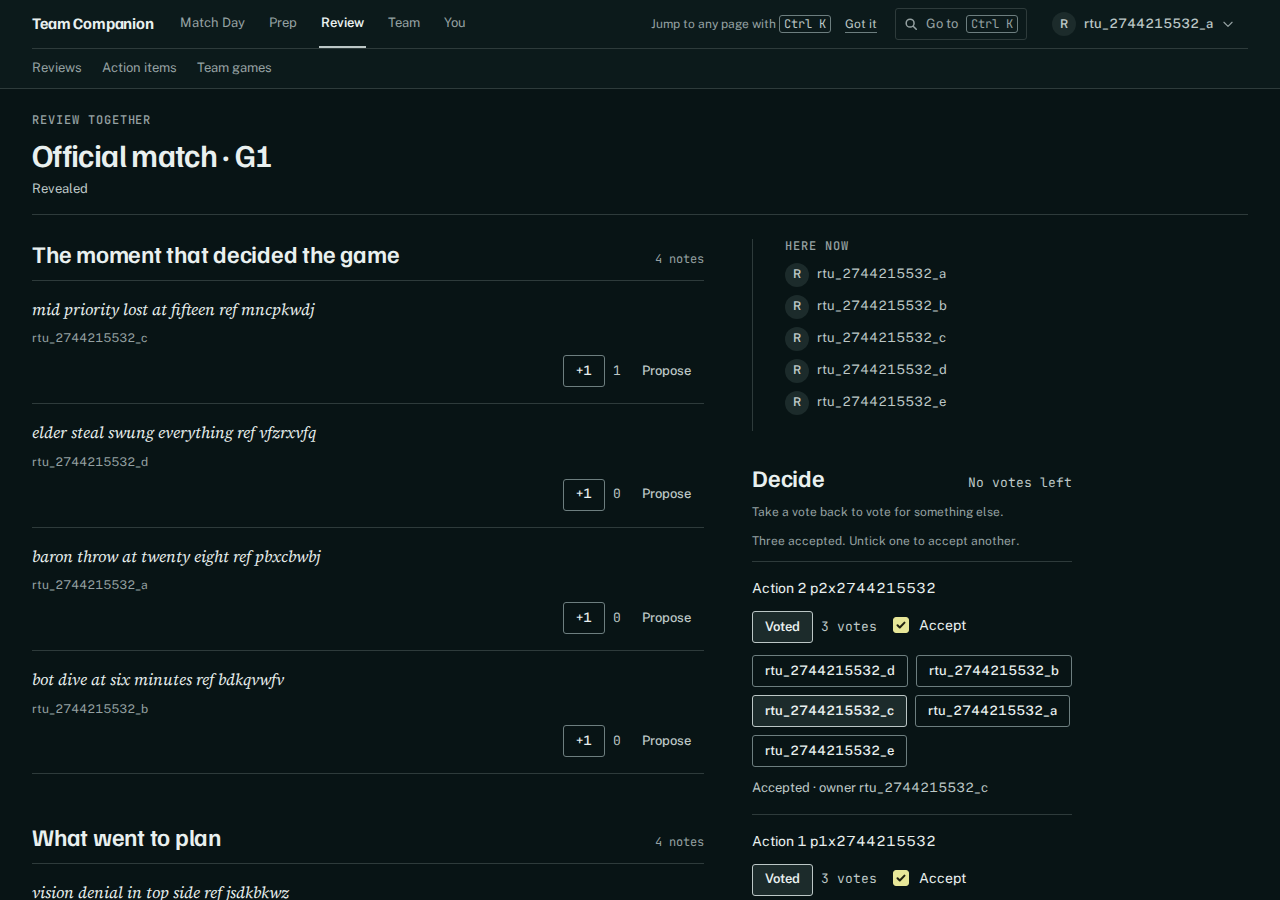 Team Companion Match Day Prep Review Team You Jump to any page with Ctrl K Got it Go to Ctrl K R rtu_2744215532_a
Reviews Action items Team games
REVIEW TOGETHER
Official match · G1
Revealed
The moment that decided the game 4 notes
mid priority lost at fifteen ref mncpkwdj
rtu_2744215532_c
+1 1 Propose
elder steal swung everything ref vfzrxvfq
rtu_2744215532_d
+1 0 Propose
baron throw at twenty eight ref pbxcbwbj
rtu_2744215532_a
+1 0 Propose
bot dive at six minutes ref bdkqvwfv
rtu_2744215532_b
+1 0 Propose
What went to plan 4 notes
vision denial in top side ref jsdkbkwz
HERE NOW
R rtu_2744215532_a
R rtu_2744215532_b
R rtu_2744215532_c
R rtu_2744215532_d
R rtu_2744215532_e
Decide No votes left
Take a vote back to vote for something else.
Three accepted. Untick one to accept another.
Action 2 p2x2744215532
Voted 3 votes Accept
rtu_2744215532_d rtu_2744215532_b
rtu_2744215532_c rtu_2744215532_a
rtu_2744215532_e
Accepted · owner rtu_2744215532_c
Action 1 p1x2744215532
Voted 3 votes Accept